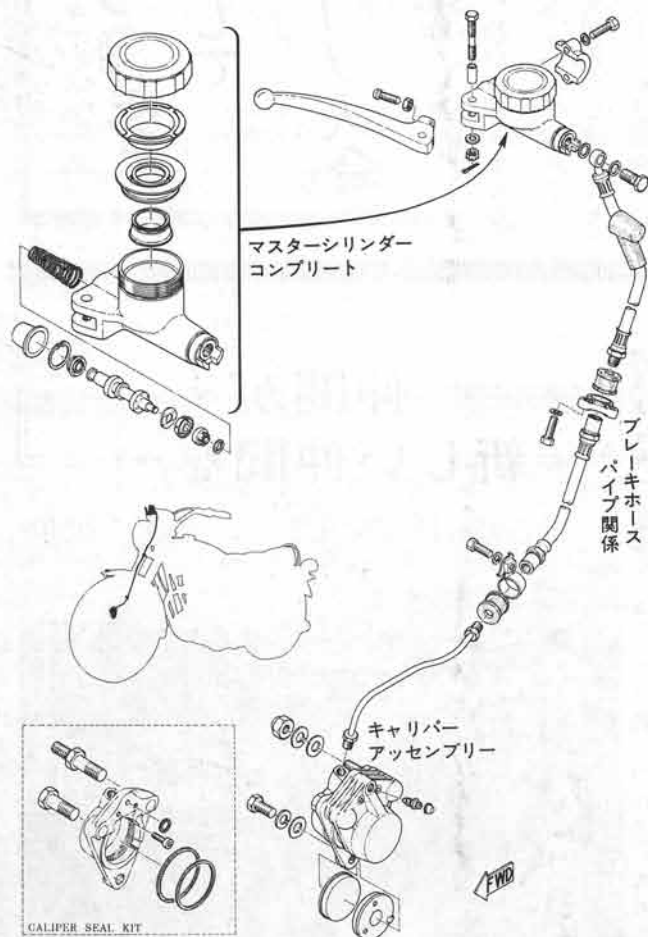 マスターシリンダー
コンプリート
ブレーキホース
パイプ関係
キャリパー
アッセンブリー
FWD
CALIPER SEAL KIT